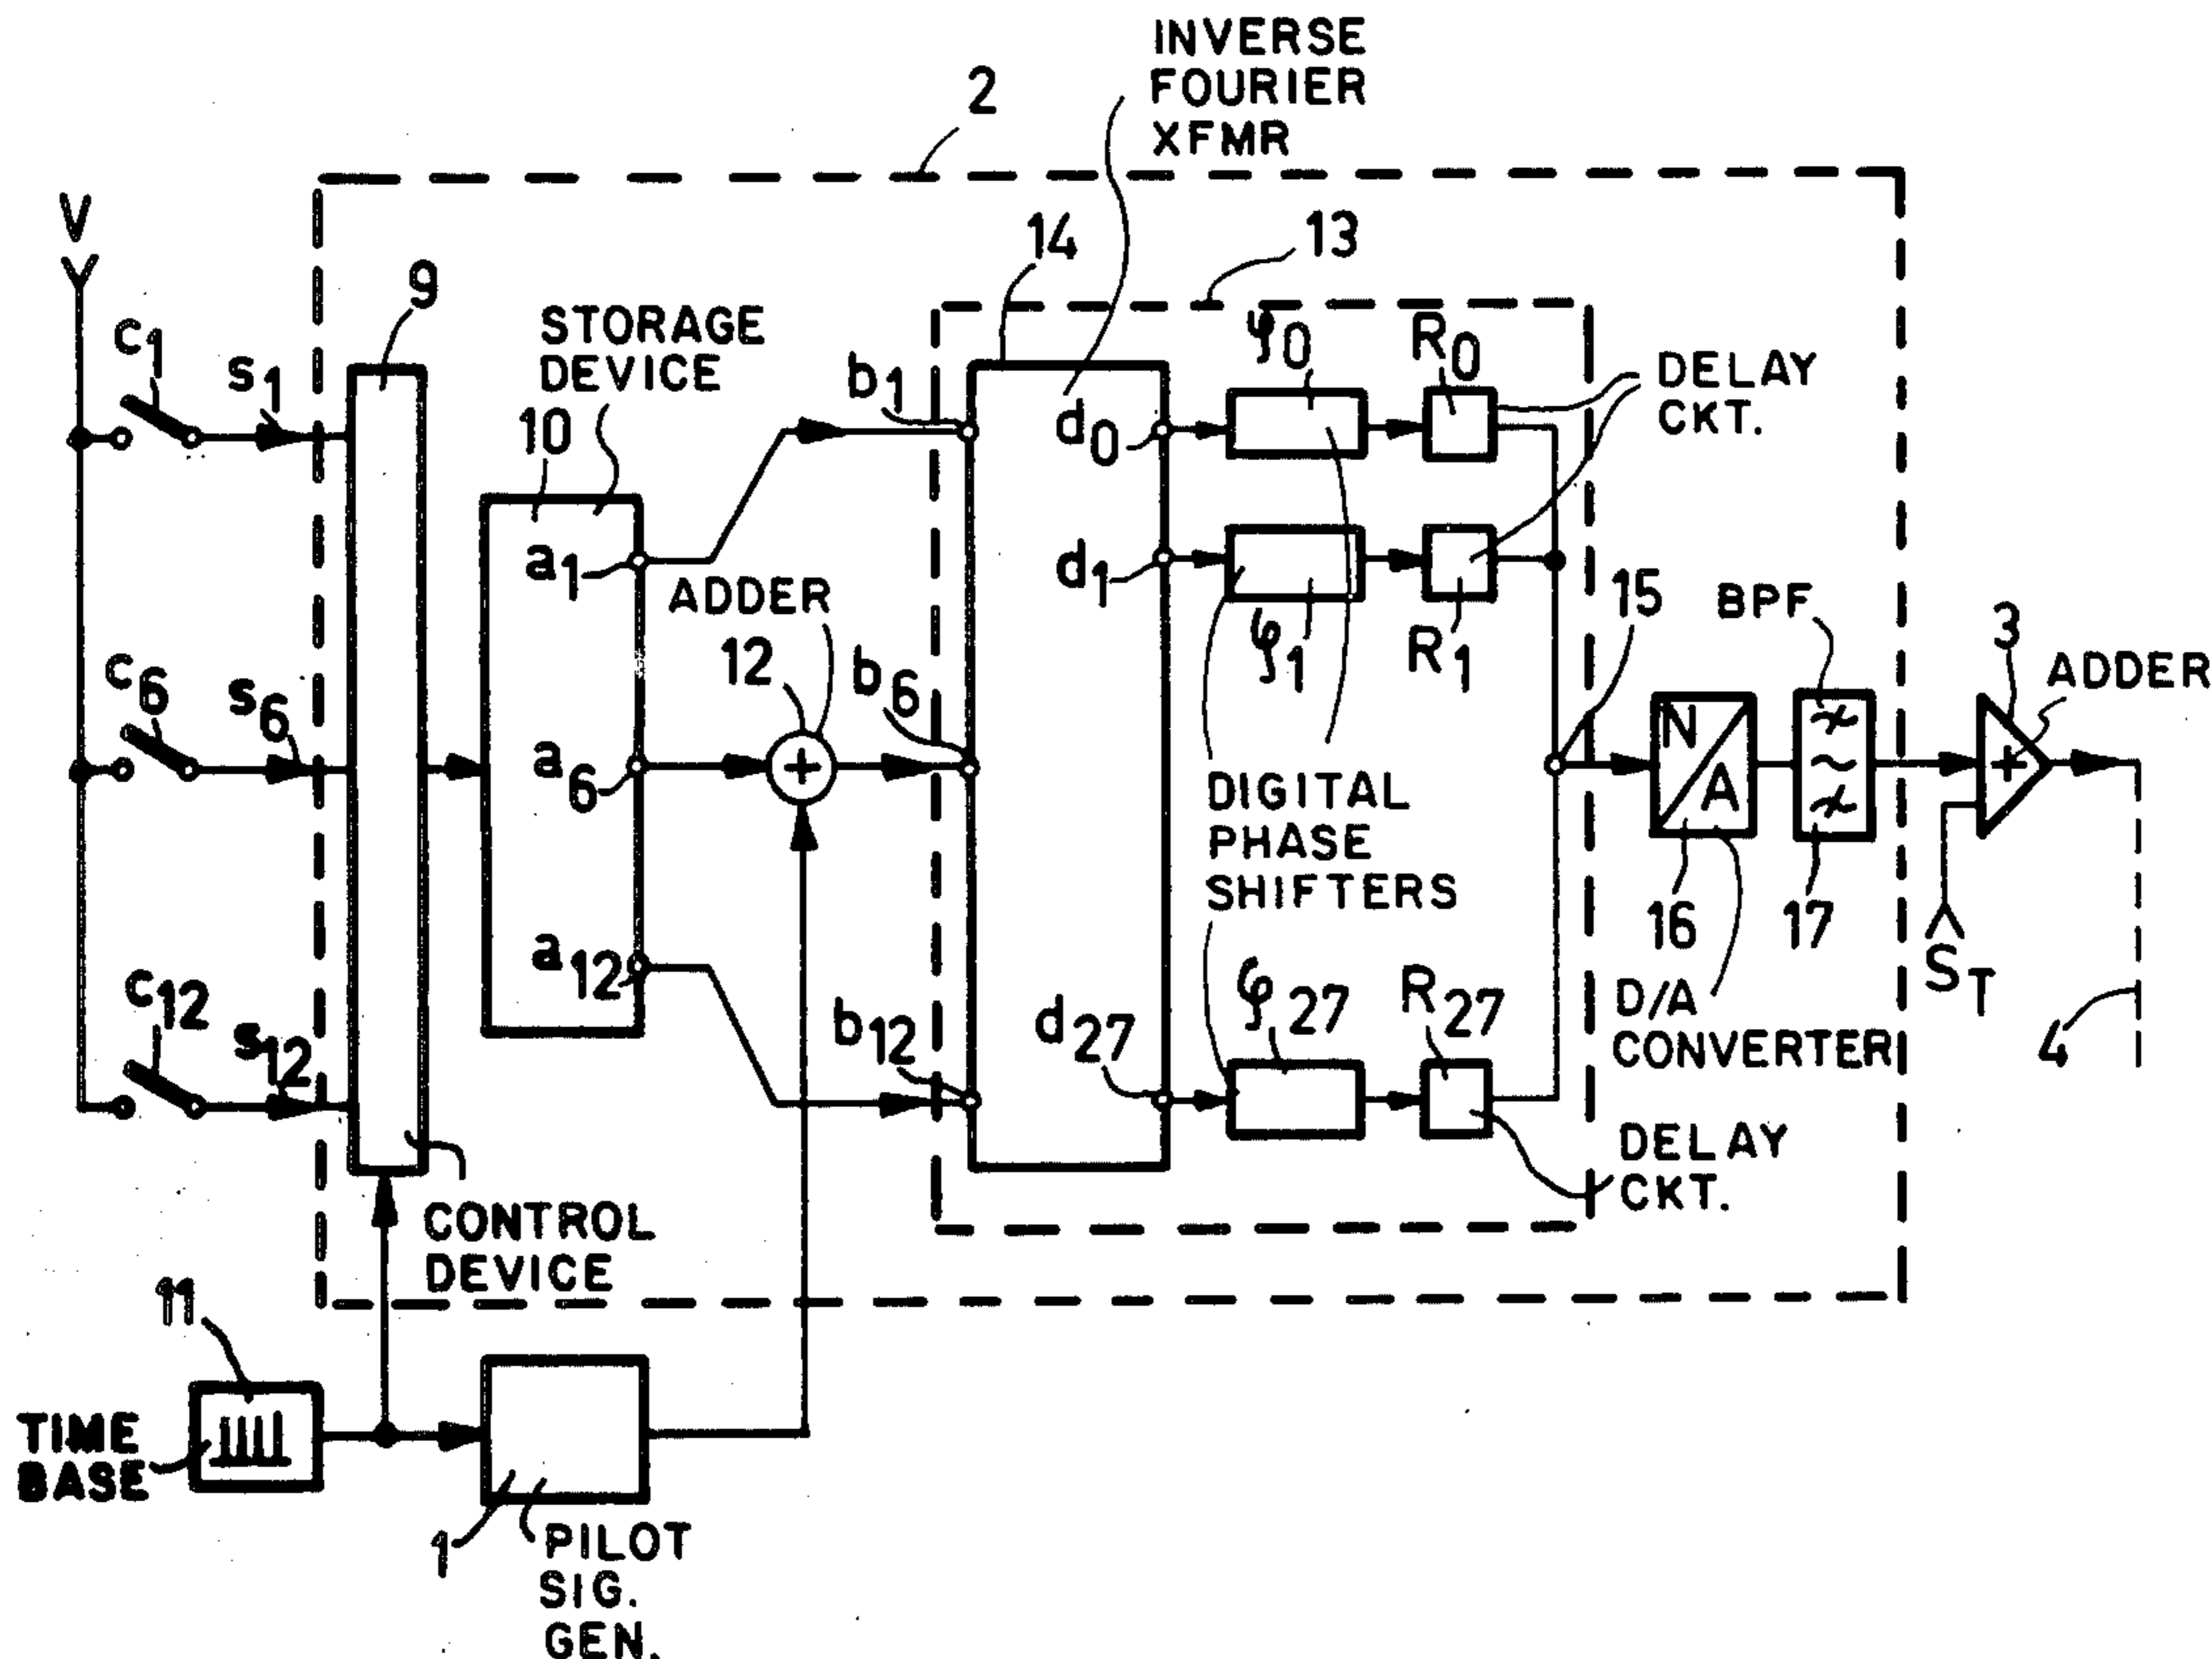 INVERSE
FOURIER
XFMR
2
V
14
13
9
STORAGE
DEVICE
10
C1
S1
b1
d0
φ0
R0
DELAY
CKT.
a1
d1
φ1
R1
15
BPF
3
ADDER
ADDER
12
C6
S6
a6
b6
+
N
A
+
DIGITAL
PHASE
SHIFTERS
16
17
ST
D/A
CONVERTER
4
C12
S12
a12
b12
d27
φ27
R27
DELAY
CKT.
CONTROL
DEVICE
11
TIME
BASE
1
PILOT
SIG.
GEN.